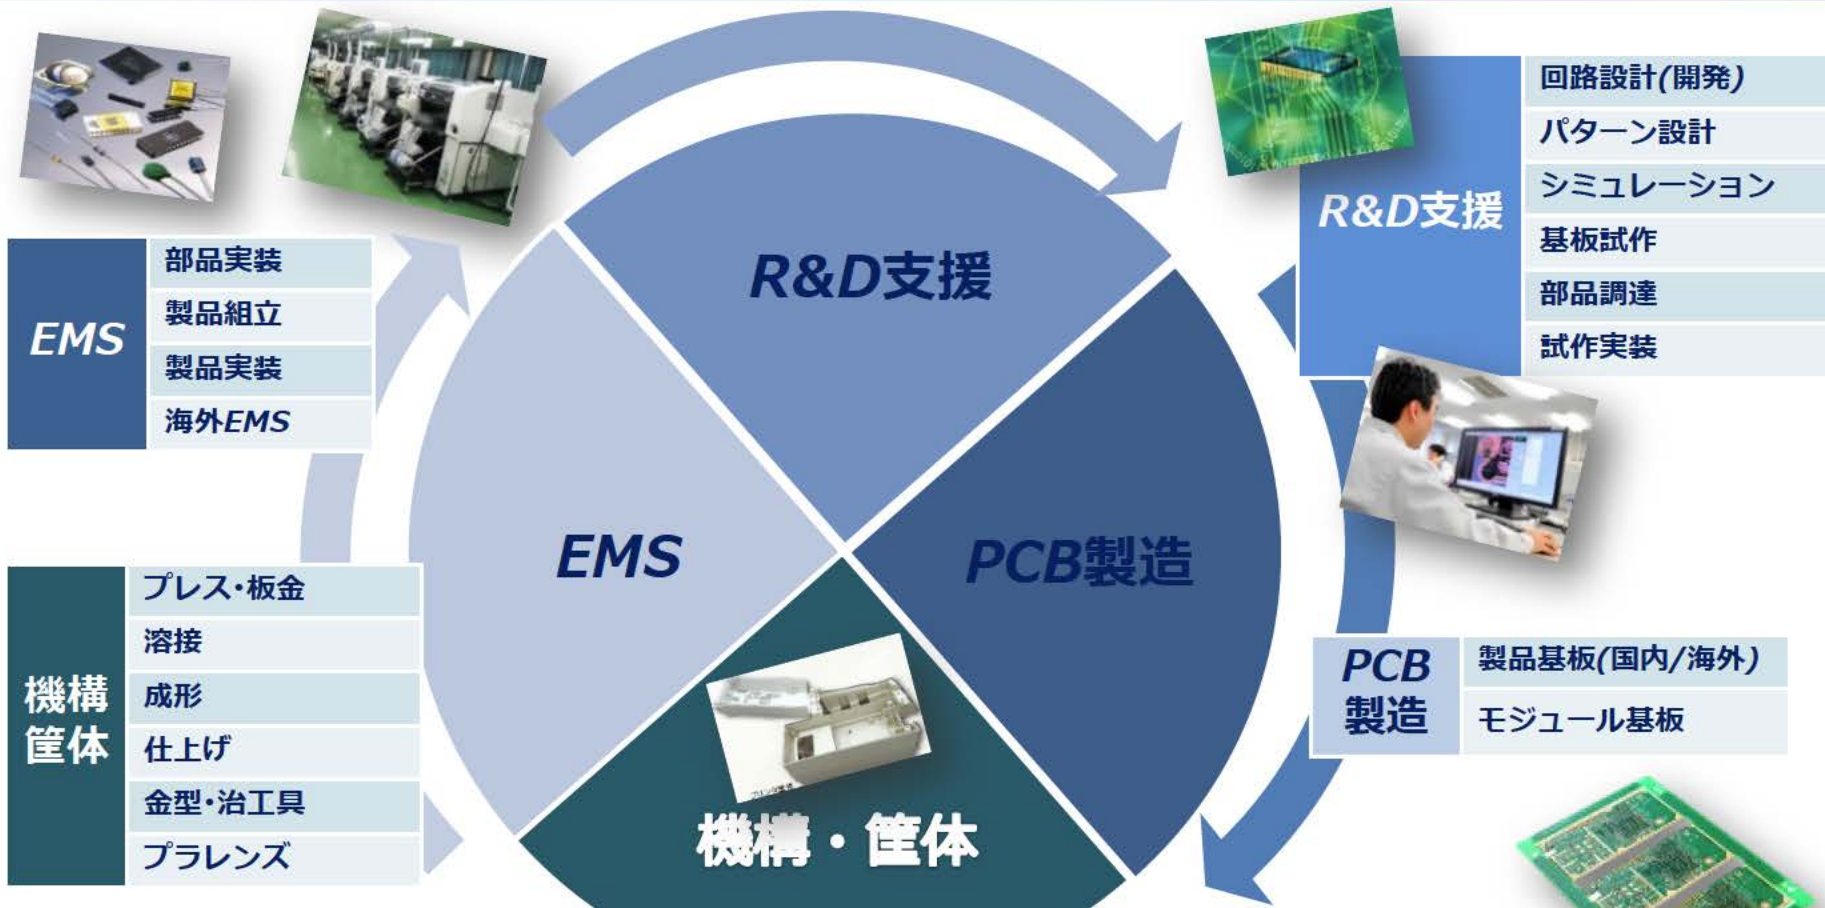 R&D支援
EMS
PCB製造
機構・筐体
EMS
部品実装
製品組立
製品実装
海外EMS
機構
筐体
プレス・板金
溶接
成形
仕上げ
金型・治工具
プラレンズ
R&D支援
回路設計(開発)
パターン設計
シミュレーション
基板試作
部品調達
試作実装
PCB
製造
製品基板(国内/海外)
モジュール基板